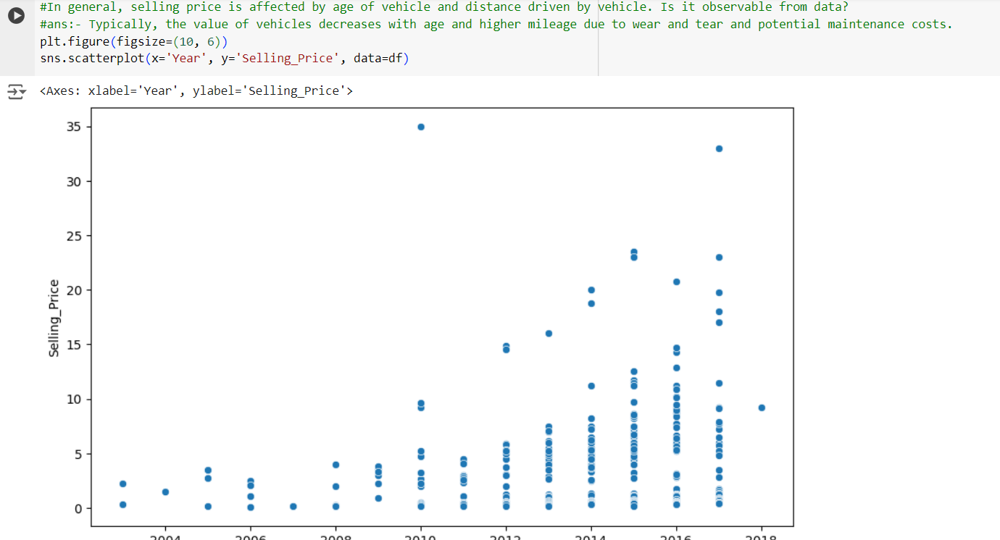 #In general, selling price is affected by age of vehicle and distance driven by vehicle. Is it observable from data?
#ans:- Typically, the value of vehicles decreases with age and higher mileage due to wear and tear and potential maintenance costs.
plt.figure(figsize=(10, 6))
sns.scatterplot(x='Year', y='Selling_Price', data=df)
<Axes: xlabel='Year', ylabel='Selling_Price'>
35
30
25
20
15
10
5
0
Selling_Price
2004 2006 2008 2010 2012 2014 2016 2018